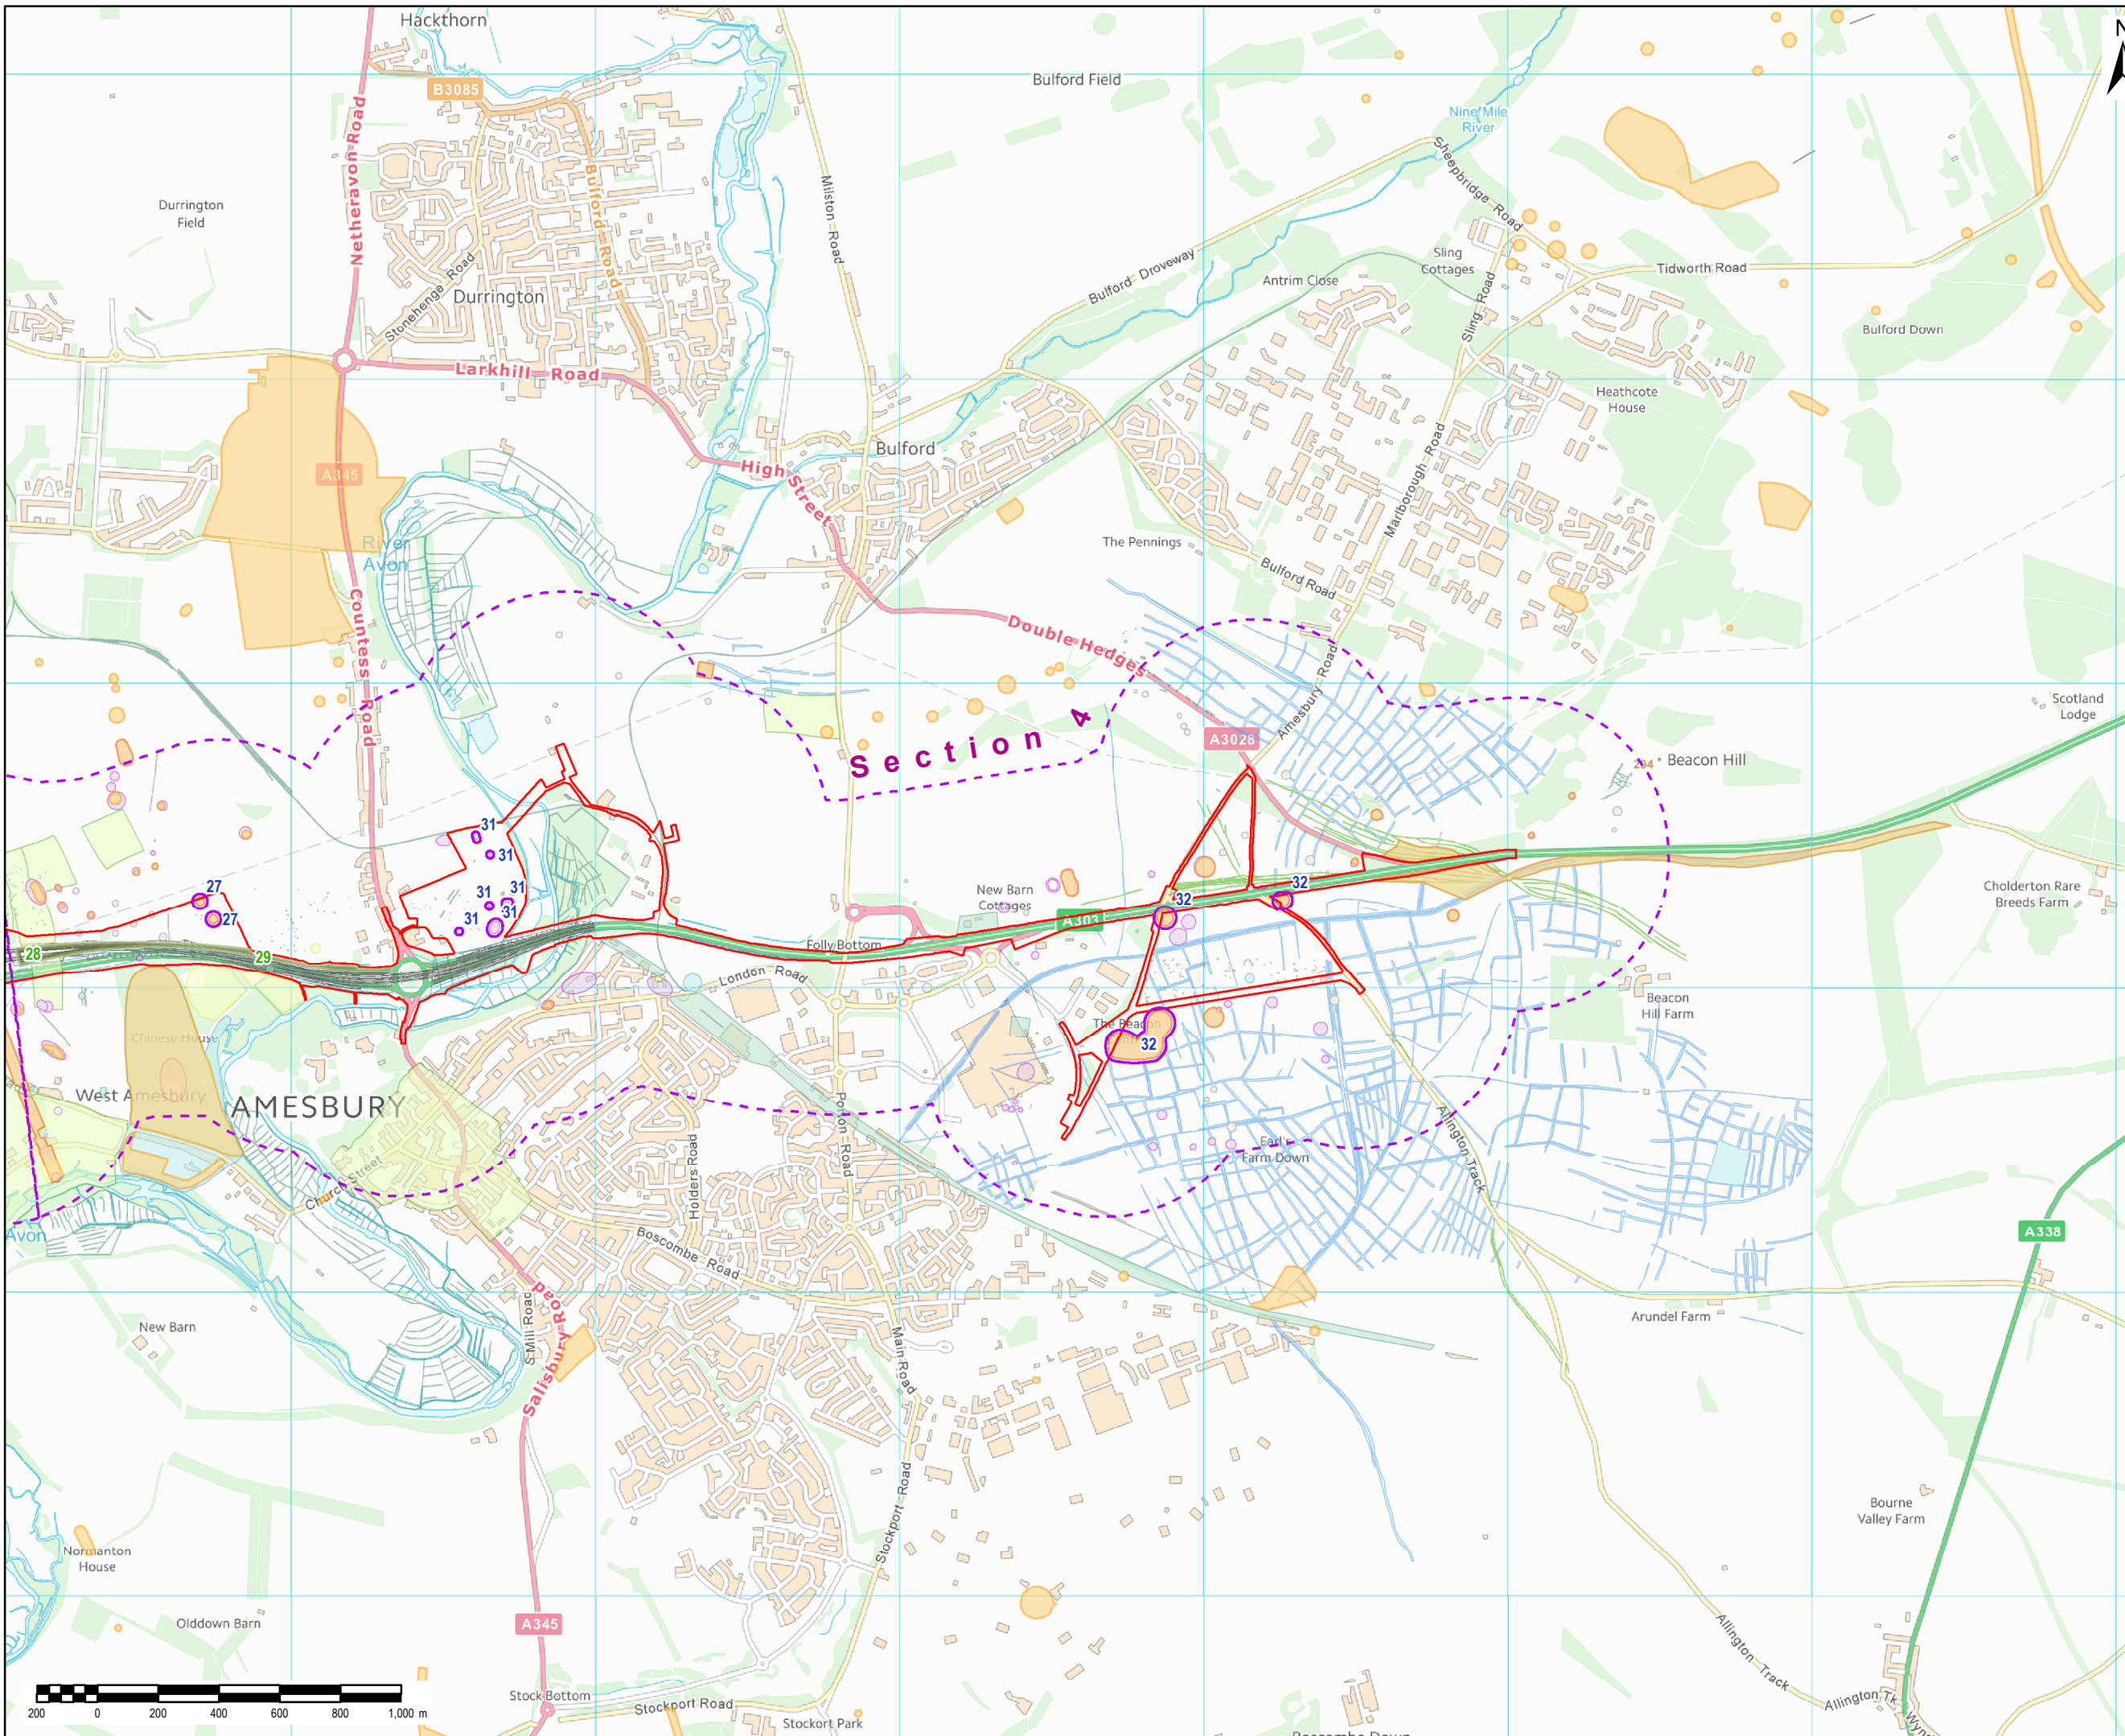 Hackthorn
N
B3085
Bulford Field
Nine Mile
River
Netheravon Road
Bulford Road
Milston Road
Sheepbridge Road
Durrington
Field
Sling
Cottages
Tidworth Road
Bulford Droveway
Antrim Close
Durrington
Stonehenge Road
Sling Road
Bulford Down
Larkhill Road
Heathcote
House
Bulford
High Street
A345
Marlborough Road
River
Avon
The Pennings
Bulford Road
Countess Road
Double Hedges
Amesbury Road
Scotland
Lodge
Section 4
A3028
204
Beacon Hill
31
31
31
31
31
31
27
27
New Barn
Cottages
32
32
Cholderton Rare
Breeds Farm
A303
28
29
Folly Bottom
London Road
Beacon
Hill Farm
Chinese House
The Beacon
32
West Amesbury
AMESBURY
Porton Road
Holders Road
Allington Track
Earl's
Farm Down
Church Street
Avon
A338
Boscombe Road
Arundel Farm
New Barn
S Mill Road
Salisbury Road
Main Road
Stockport Road
Bourne
Valley Farm
Normanton
House
Olddown Barn
A345
Allington Track
Stock Bottom
Stockport Road
Stockort Park
Allington Tk
Boscombe Down
200 0 200 400 600 800 1,000 m